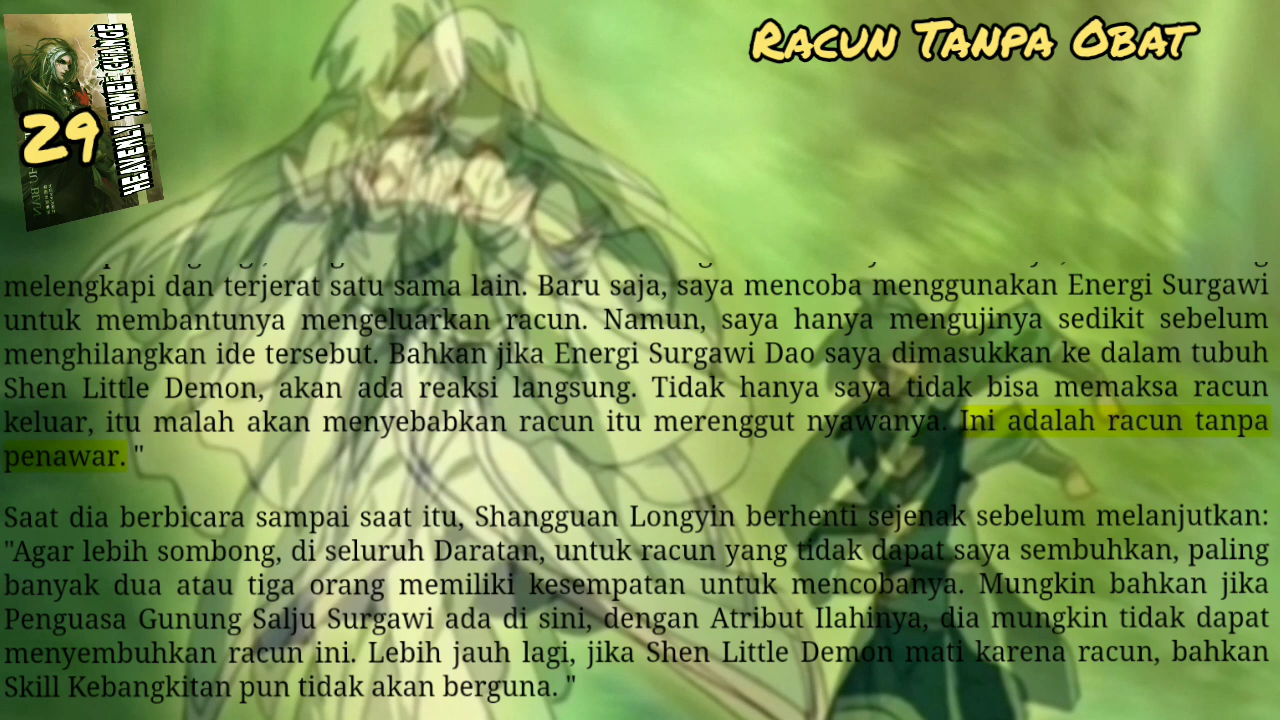 Racun Tanpa Obat
HEAVENLY JEWEL CHANGE
29
melengkapi dan terjerat satu sama lain. Baru saja, saya mencoba menggunakan Energi Surgawi
untuk membantunya mengeluarkan racun. Namun, saya hanya mengujinya sedikit sebelum
menghilangkan ide tersebut. Bahkan jika Energi Surgawi Dao saya dimasukkan ke dalam tubuh
Shen Little Demon, akan ada reaksi langsung. Tidak hanya saya tidak bisa memaksa racun
keluar, itu malah akan menyebabkan racun itu merenggut nyawanya. Ini adalah racun tanpa
penawar. "
Saat dia berbicara sampai saat itu, Shangguan Longyin berhenti sejenak sebelum melanjutkan:
"Agar lebih sombong, di seluruh Daratan, untuk racun yang tidak dapat saya sembuhkan, paling
banyak dua atau tiga orang memiliki kesempatan untuk mencobanya. Mungkin bahkan jika
Penguasa Gunung Salju Surgawi ada di sini, dengan Atribut Ilahinya, dia mungkin tidak dapat
menyembuhkan racun ini. Lebih jauh lagi, jika Shen Little Demon mati karena racun, bahkan
Skill Kebangkitan pun tidak akan berguna. "